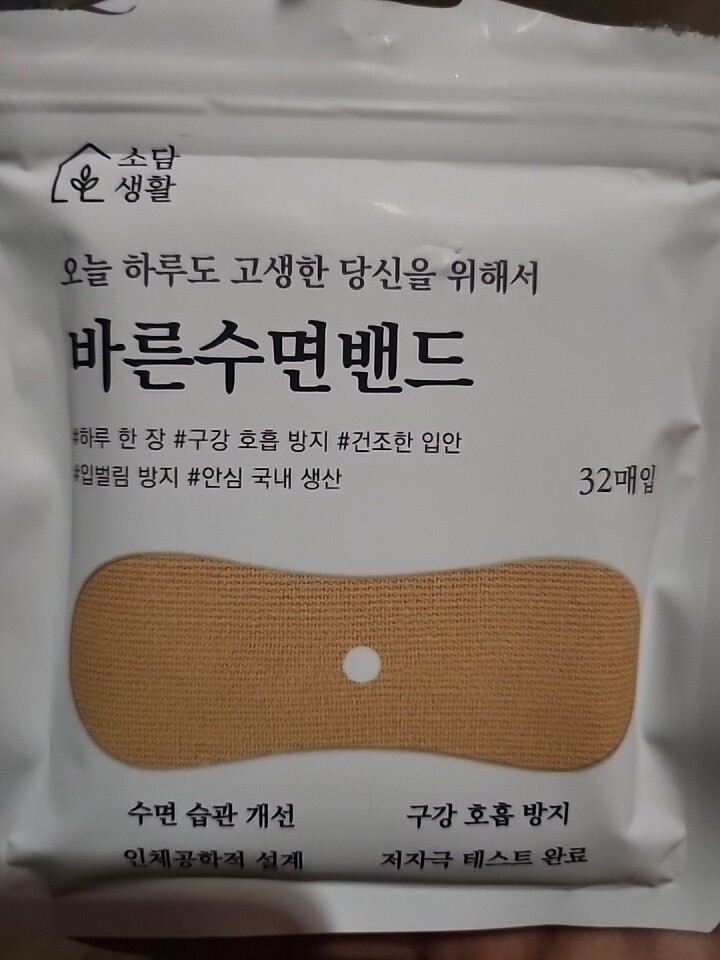 소담
생활
오늘 하루도 고생한 당신을 위해서
바른수면밴드
#하루 한 장 #구강 호흡 방지 #건조한 입안
#입벌림 방지 #안심 국내 생산
32매입
수면 습관 개선
구강 호흡 방지
인체공학적 설계
저자극 테스트 완료